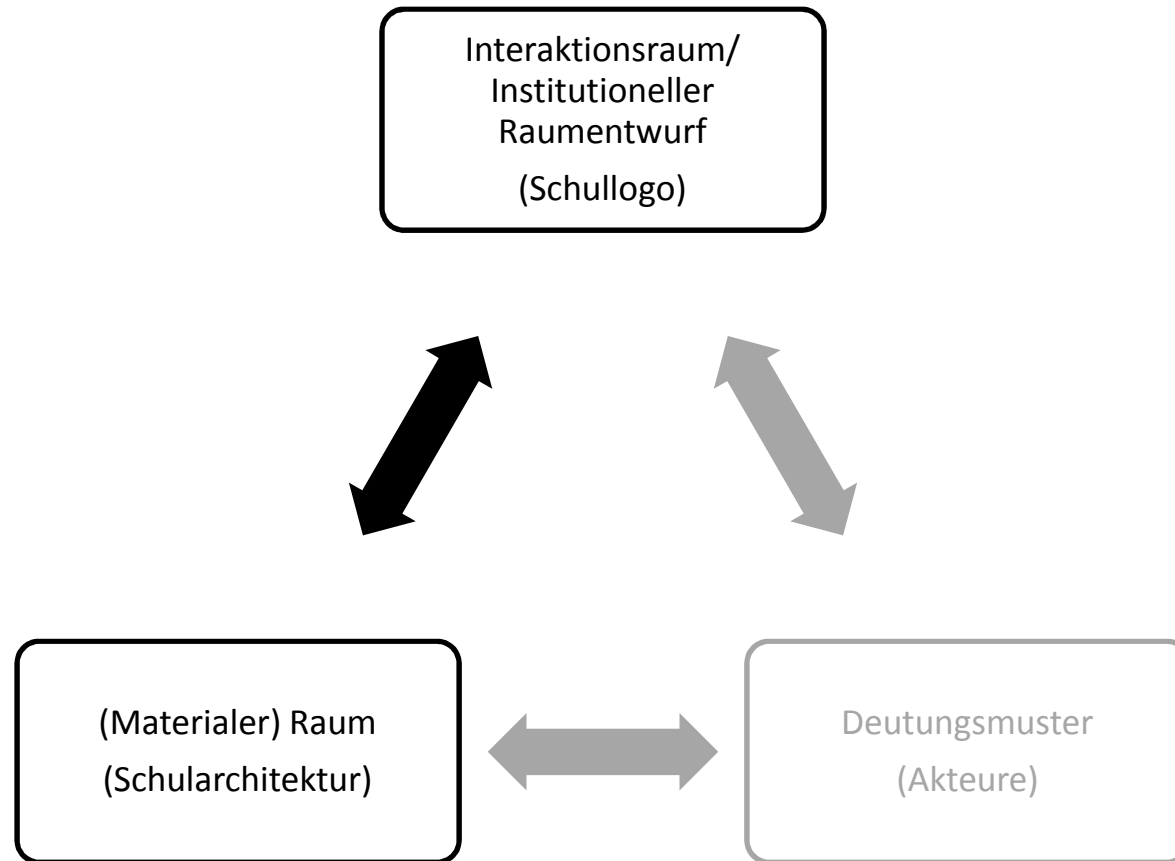 Interaktionsraum/
Institutioneller
Raumentwurf
(Schullogo)
(Materialer) Raum
(Schularchitektur)
Deutungsmuster
(Akteure)